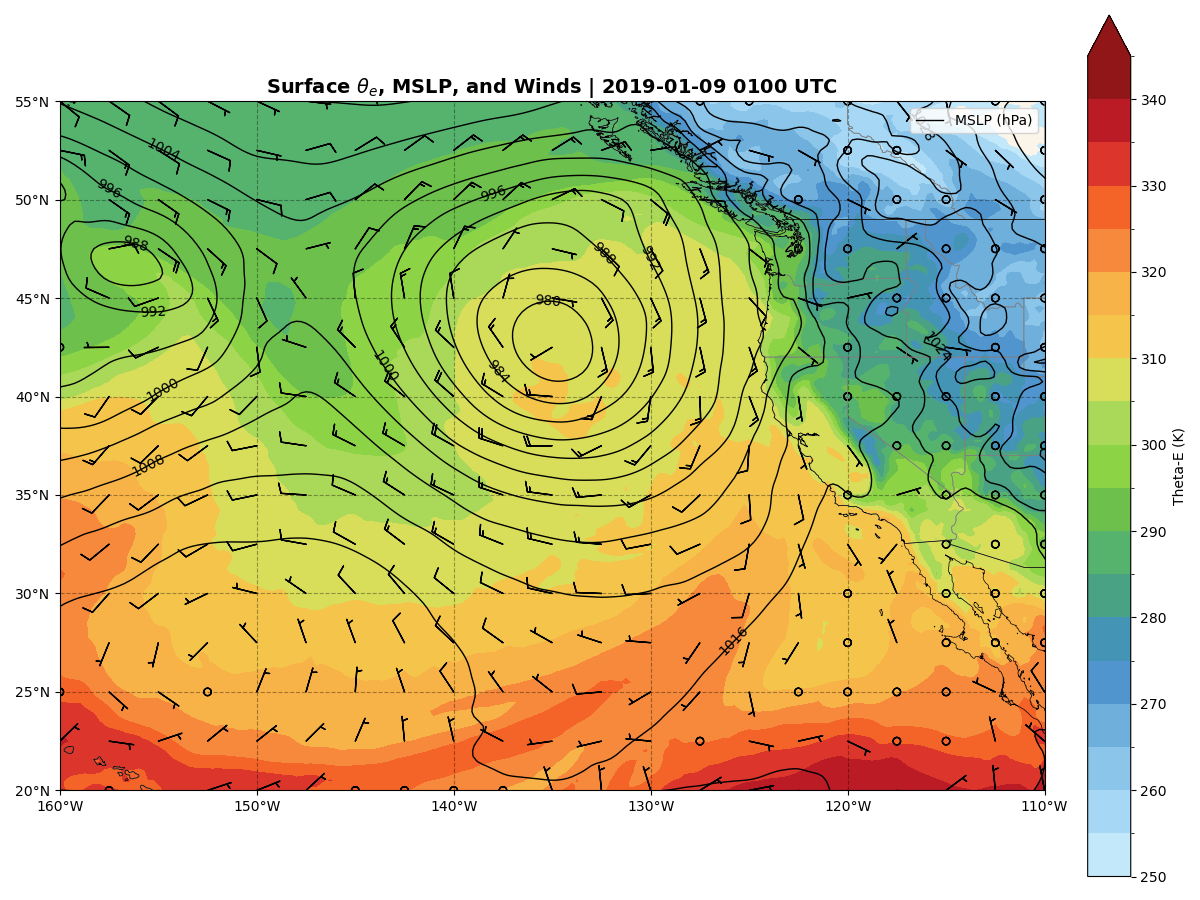 Surface θe, MSLP, and Winds | 2019-01-09 0100 UTC
MSLP (hPa)
55°N
50°N
45°N
40°N
35°N
30°N
25°N
20°N
160°W
150°W
140°W
130°W
120°W
110°W
1004
996
988
992
996
980
992
980
984
1000
1000
1008
1016
1024
340
330
320
310
300
290
280
270
260
250
Theta-E (K)